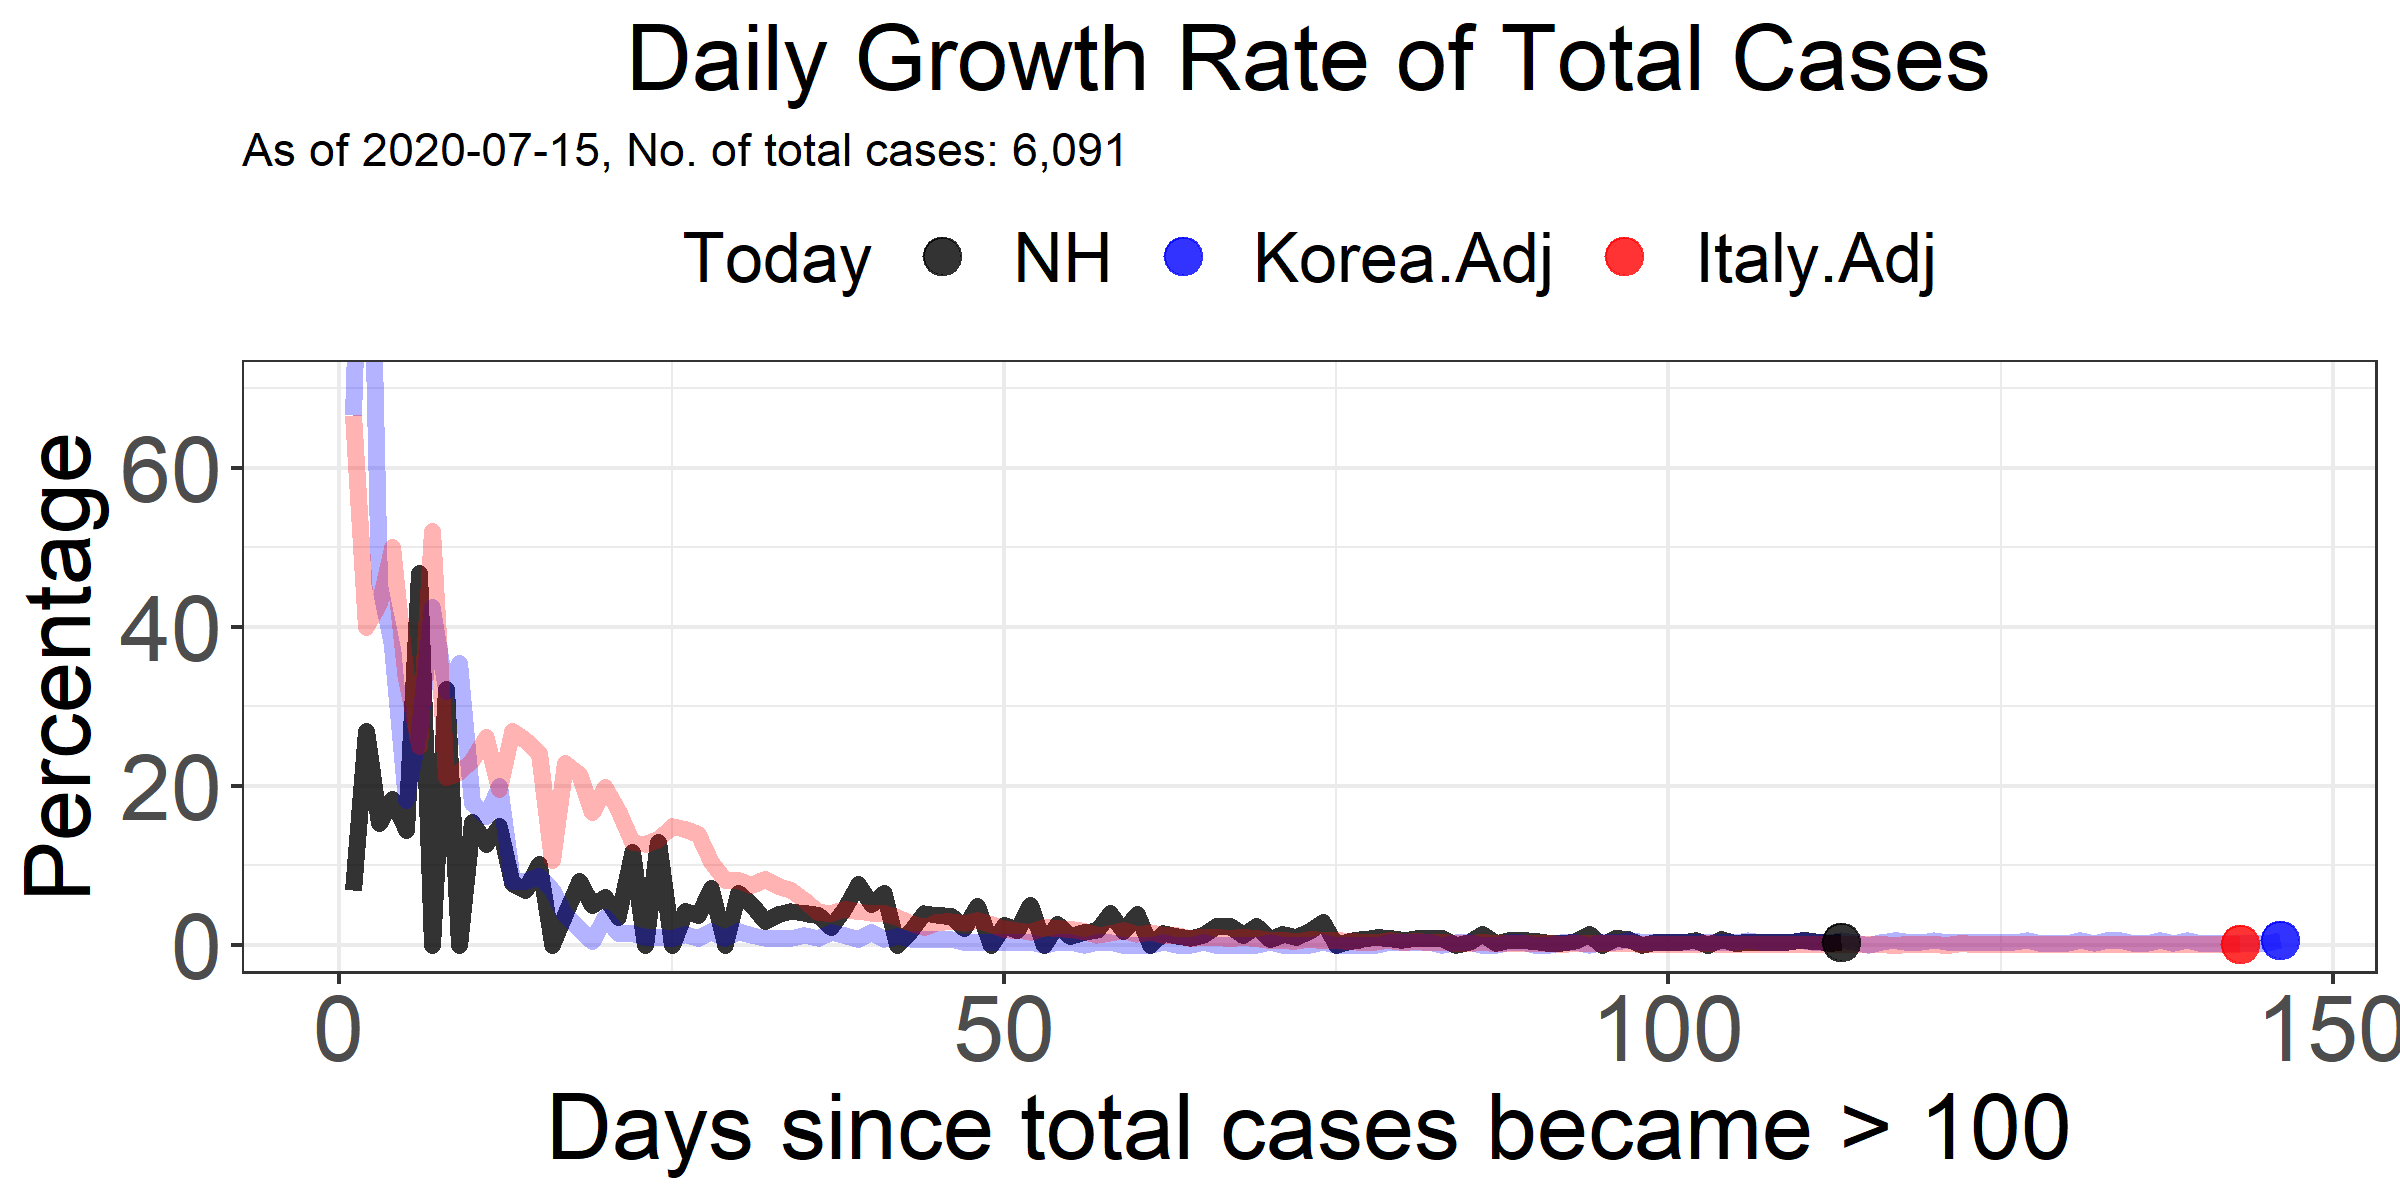 Daily Growth Rate of Total Cases
As of 2020-07-15, No. of total cases: 6,091
Today NH Korea.Adj Italy.Adj
Percentage
60
40
20
0
0 50 100 150
Days since total cases became > 100